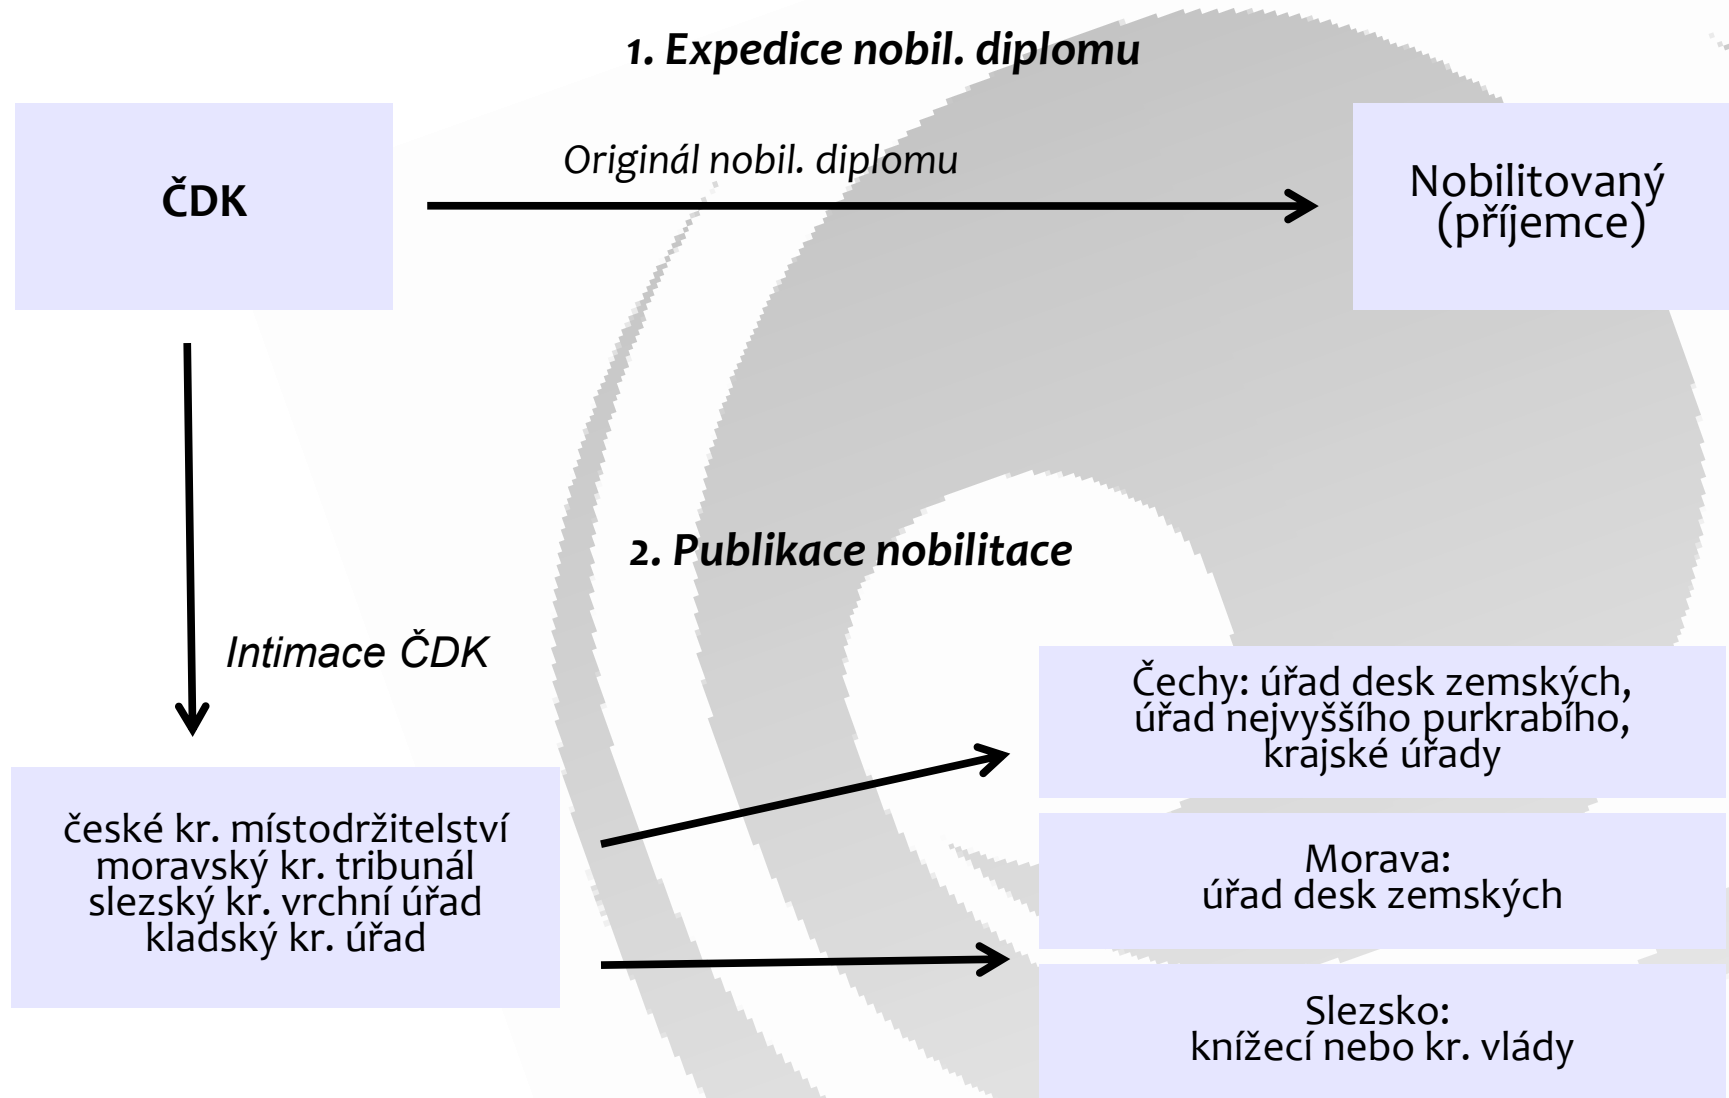 1. Expedice nobil. diplomu
ČDK
Originál nobil. diplomu
Nobilitovaný
(příjemce)
2. Publikace nobilitace
Intimace ČDK
české kr. místodržitelství
moravský kr. tribunál
slezský kr. vrchní úřad
kladský kr. úřad
Čechy: úřad desk zemských,
úřad nejvyššího purkrabího,
krajské úřady
Morava:
úřad desk zemských
Slezsko:
knížecí nebo kr. vlády